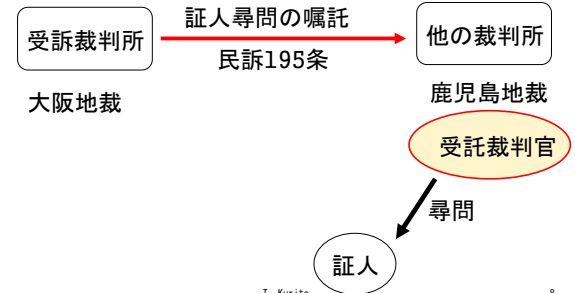 証人尋問の嘱託
受訴裁判所
他の裁判所
民訴195条
大阪地裁
鹿児島地裁
受託裁判官
尋問
証人